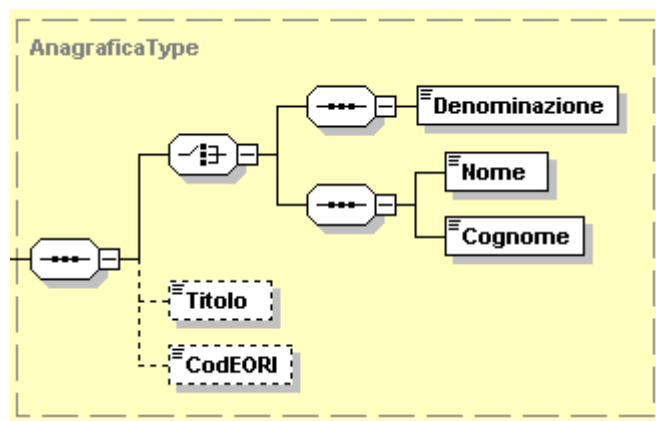 AnagraficaType
Denominazione
Nome
Cognome
Titolo
CodEORI